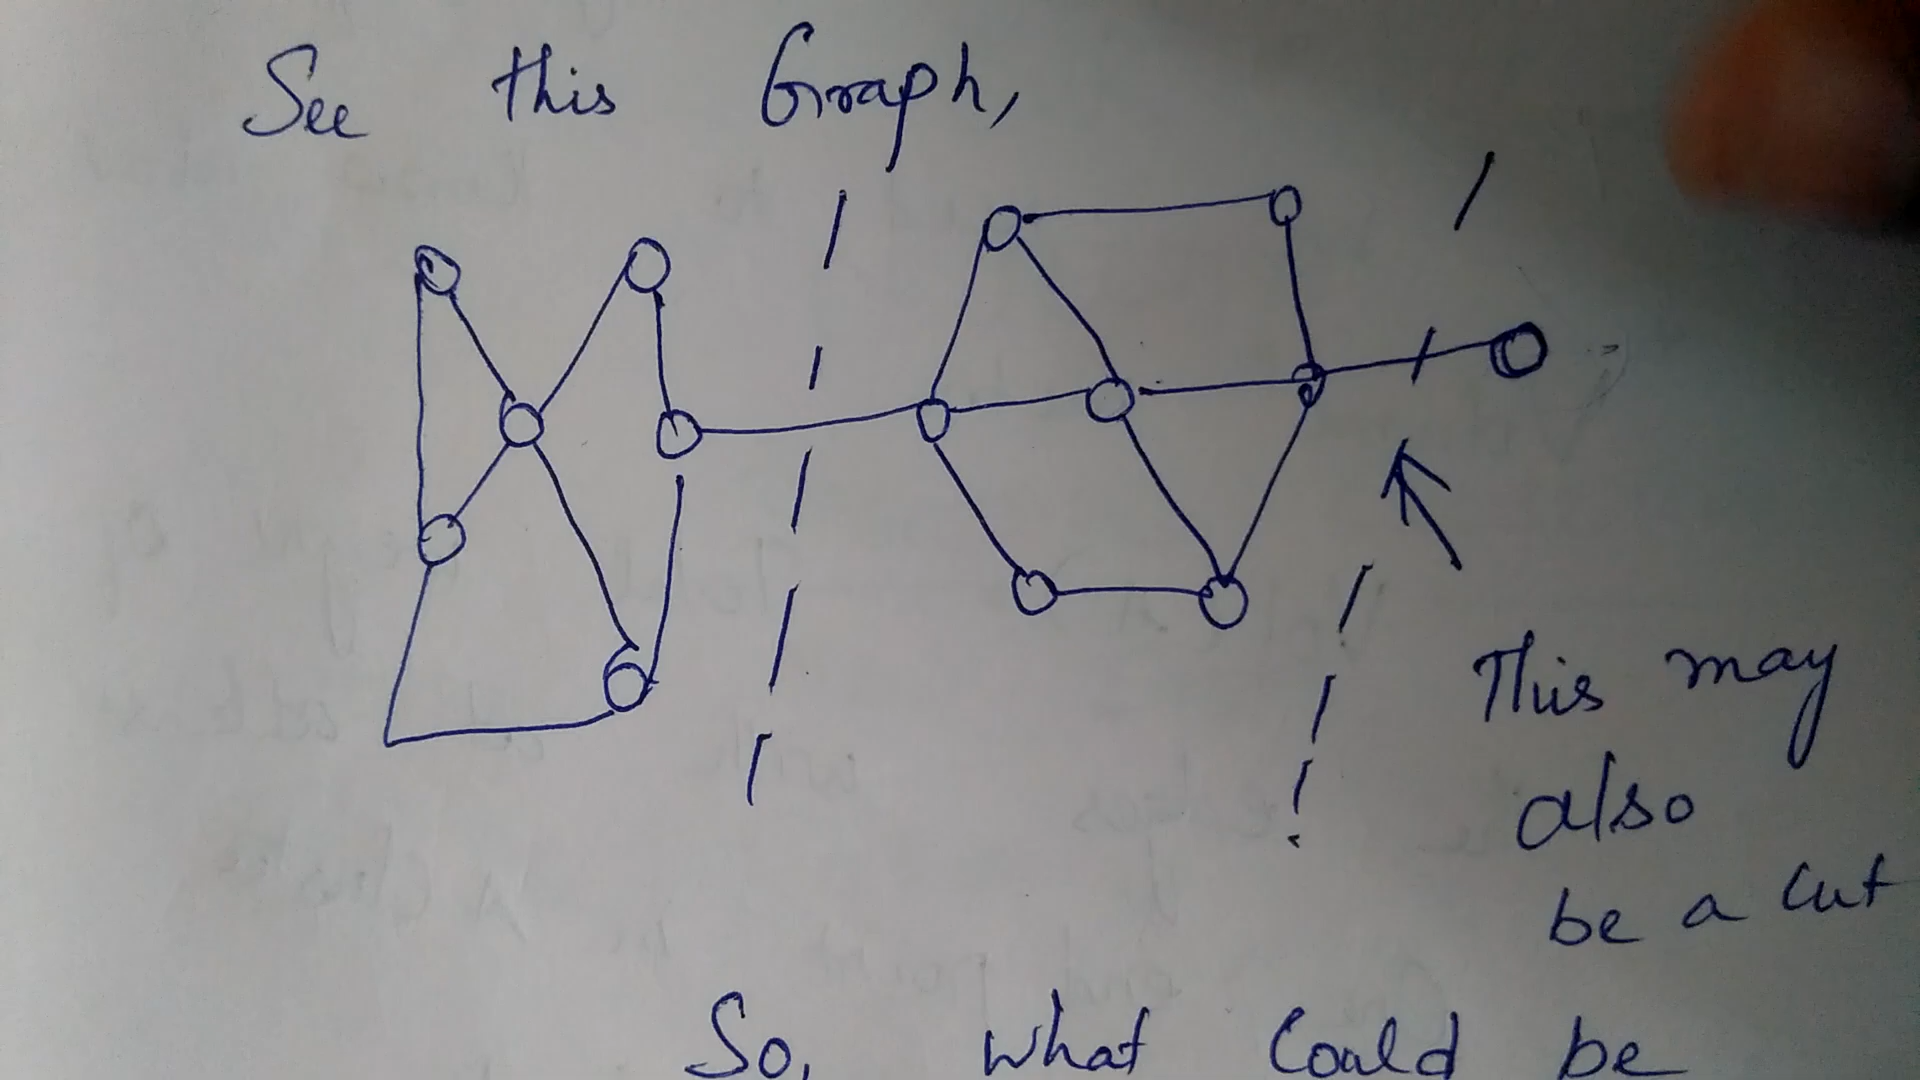 See this Graph,
This may
also
be a cut
So, what could be